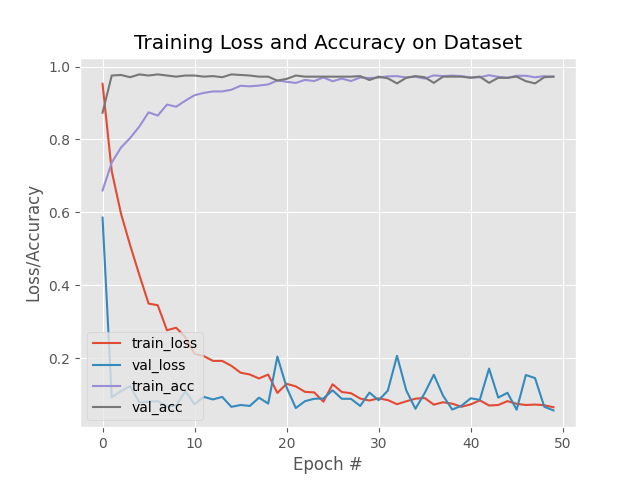 Training Loss and Accuracy on Dataset
1.0
0.8
0.6
0.4
0.2
Loss/Accuracy
train_loss
val_loss
train_acc
val_acc
0 10 20 30 40 50
Epoch #